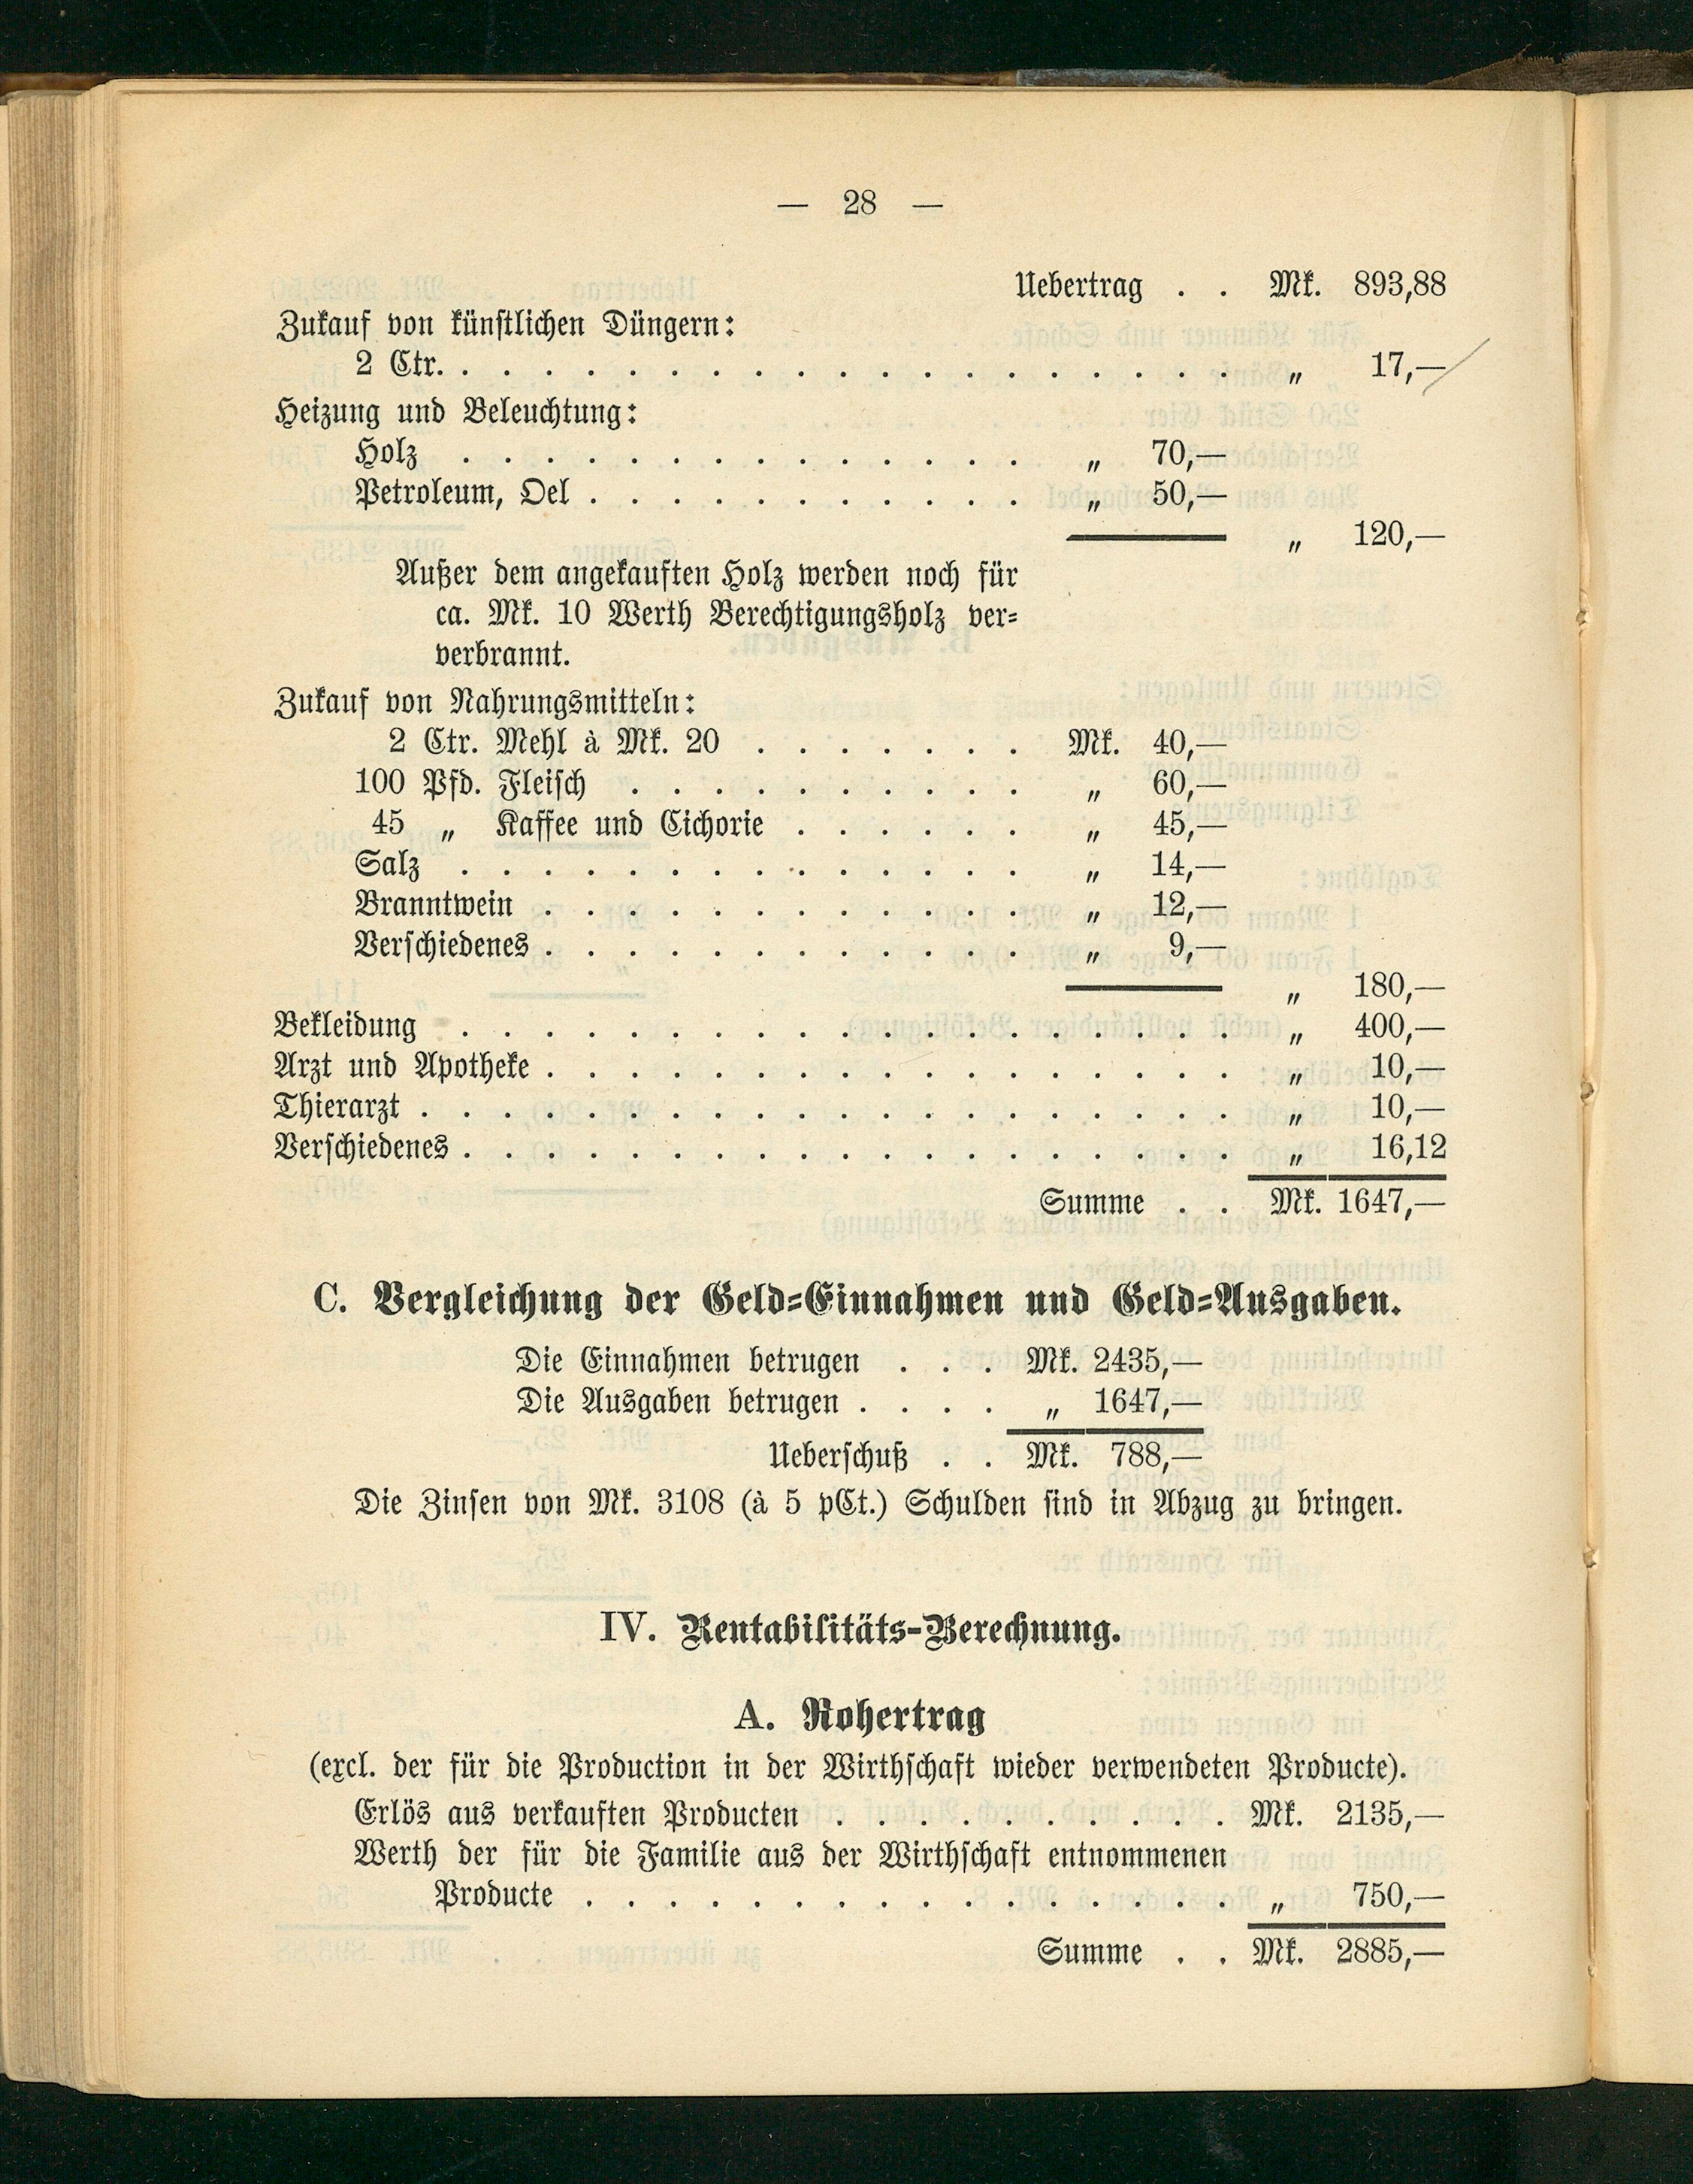 — 28 —
Uebertrag . . Mk. 893,88
Zukauf von künstlichen Düngern:
2 Ctr. . . . . . . . . . . . . . . . . . . . „ 17,—
Heizung und Beleuchtung:
Holz . . . . . . . . . . . . . . „ 70,—
Petroleum, Oel . . . . . . . . . . . „ 50,—
„ 120,—
Außer dem angekauften Holz werden noch für
ca. Mk. 10 Werth Berechtigungsholz ver-
verbrannt.
Zukauf von Nahrungsmitteln:
2 Ctr. Mehl à Mk. 20 . . . . . . . Mk. 40,—
100 Pfd. Fleisch . . . . . . . . . . „ 60,—
45 „ Kaffee und Cichorie . . . . . . „ 45,—
Salz . . . . . . . . . . . . . . „ 14,—
Branntwein . . . . . . . . . . . . „ 12,—
Verschiedenes . . . . . . . . . . . . „ 9,—
„ 180,—
Bekleidung . . . . . . . . . . . . . . . . . . . „ 400,—
Arzt und Apotheke . . . . . . . . . . . . . . . . . „ 10,—
Thierarzt . . . . . . . . . . . . . . . . . . . . „ 10,—
Verschiedenes . . . . . . . . . . . . . . . . . . . „ 16,12
Summe . . Mk. 1647,—
C. Vergleichung der Geld-Einnahmen und Geld-Ausgaben.
Die Einnahmen betrugen . . . Mk. 2435,—
Die Ausgaben betrugen . . . . „ 1647,—
Ueberschuß . . Mk. 788,—
Die Zinsen von Mk. 3108 (à 5 pCt.) Schulden sind in Abzug zu bringen.
IV. Rentabilitäts-Berechnung.
A. Rohertrag
(excl. der für die Production in der Wirthschaft wieder verwendeten Producte).
Erlös aus verkauften Producten . . . . . . . . . . Mk. 2135,—
Werth der für die Familie aus der Wirthschaft entnommenen
Producte . . . . . . . . . . . . . . . . „ 750,—
Summe . . Mk. 2885,—